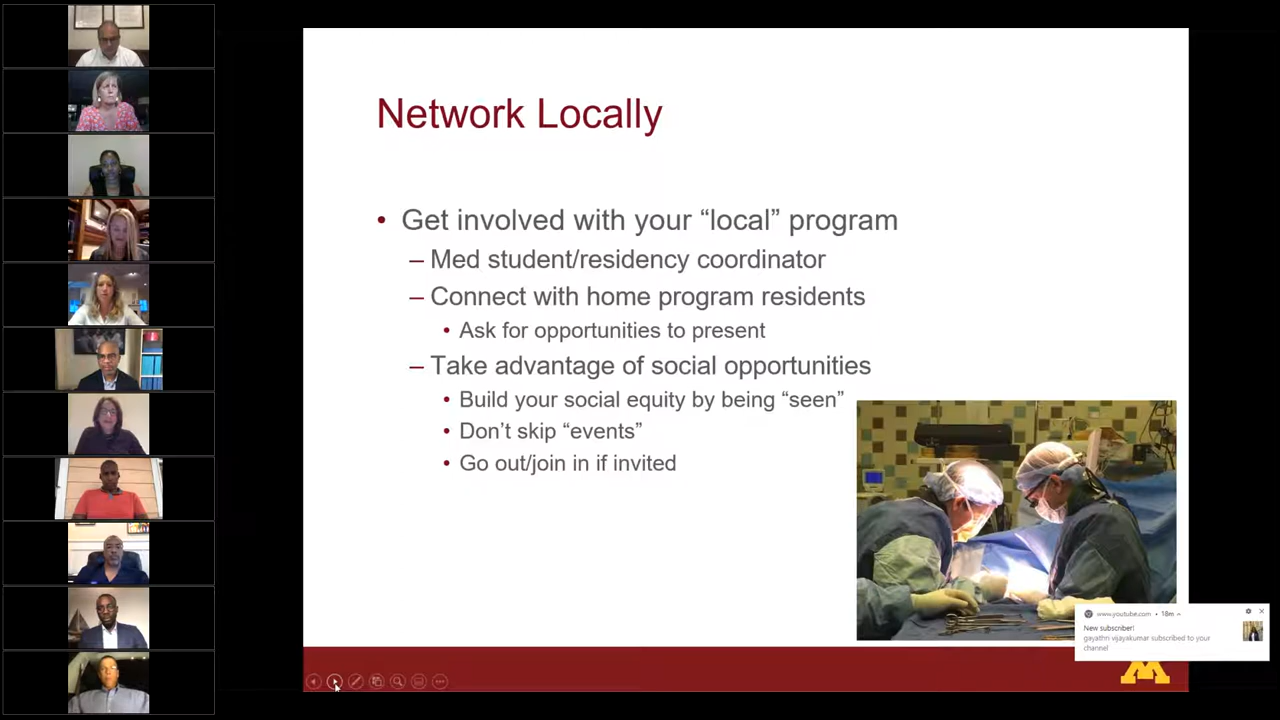 Network Locally
• Get involved with your “local” program
– Med student/residency coordinator
– Connect with home program residents
• Ask for opportunities to present
– Take advantage of social opportunities
• Build your social equity by being “seen”
• Don’t skip “events”
• Go out/join in if invited
www.youtube.com • 18m
New subscriber!
gayathri vijayakumar subscribed to your
channel
M